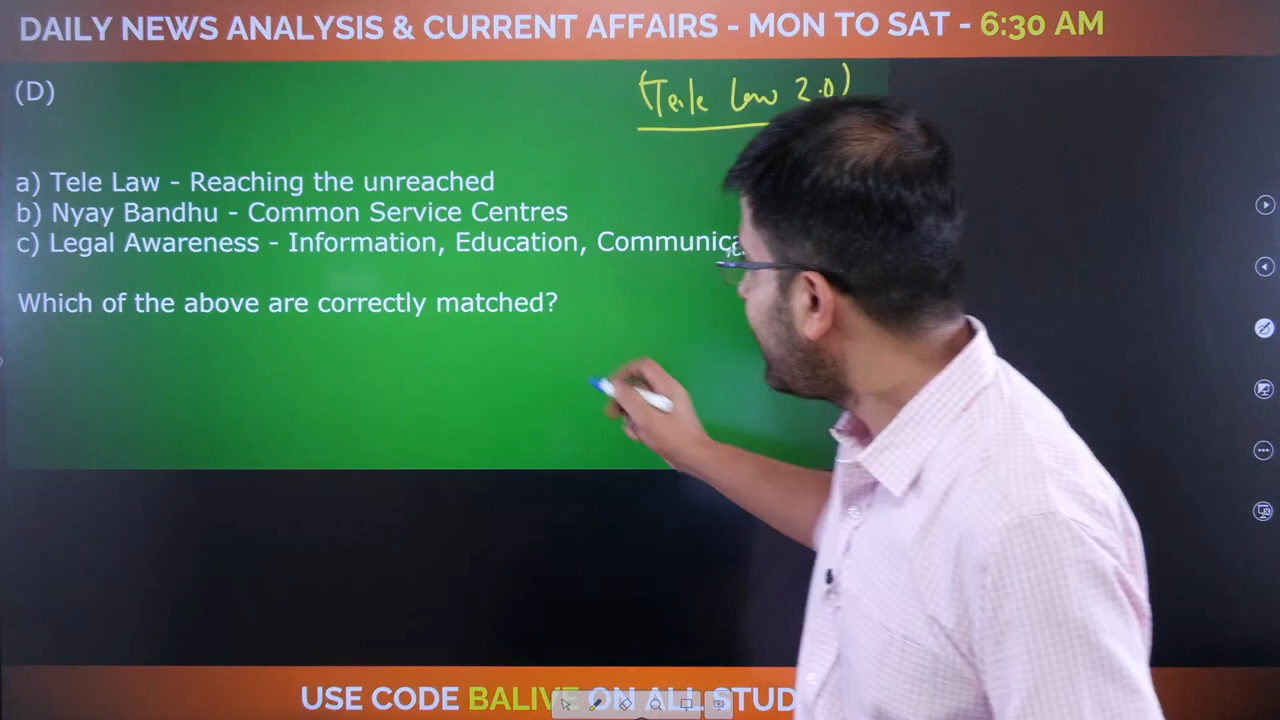 DAILY NEWS ANALYSIS & CURRENT AFFAIRS - MON TO SAT - 6:30 AM
(D)
(Tele Law 2.0)
a) Tele Law - Reaching the unreached
b) Nyay Bandhu - Common Service Centres
c) Legal Awareness - Information, Education, Communica
Which of the above are correctly matched?
USE CODE BALIVE ON ALL STUD